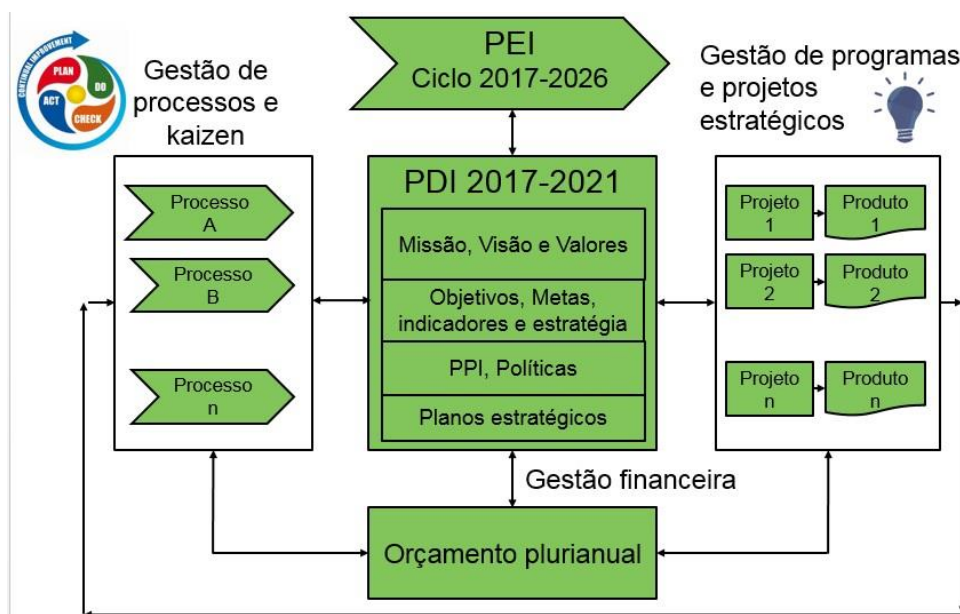 CONTINUAL IMPROVEMENT
PLAN
DO
ACT
CHECK
Gestão de
processos e
kaizen
PEI
Ciclo 2017-2026
Gestão de programas
e projetos
estratégicos
Processo
A
Processo
B
Processo
n
PDI 2017-2021
Missão, Visão e Valores
Objetivos, Metas,
indicadores e estratégia
PPI, Políticas
Planos estratégicos
Projeto
1
Produto
1
Projeto
2
Produto
2
Projeto
n
Produto
n
Gestão financeira
Orçamento plurianual